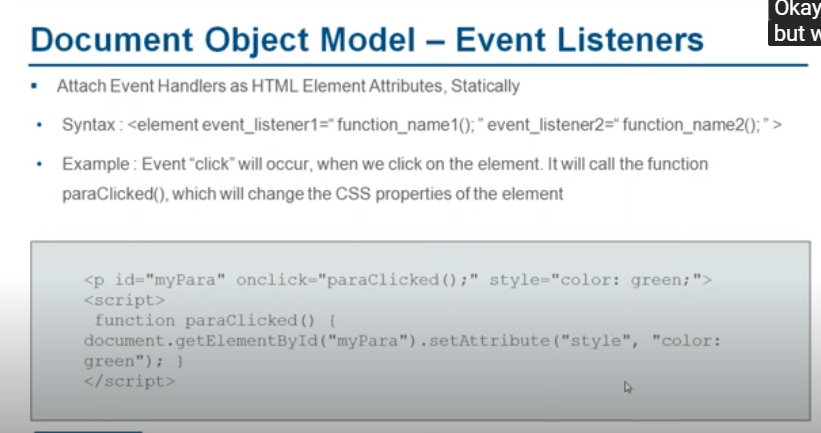 Okay
but w
Document Object Model – Event Listeners
Attach Event Handlers as HTML Element Attributes, Statically
Syntax : <element event_listener1=“ function_name1(); ” event_listener2=“ function_name2(); ” >
Example : Event “click” will occur, when we click on the element. It will call the function
paraClicked(), which will change the CSS properties of the element
<p id="myPara" onclick="paraClicked();" style="color: green;">
<script>
function paraClicked() {
document.getElementById("myPara").setAttribute("style", "color:
green"); }
</script>